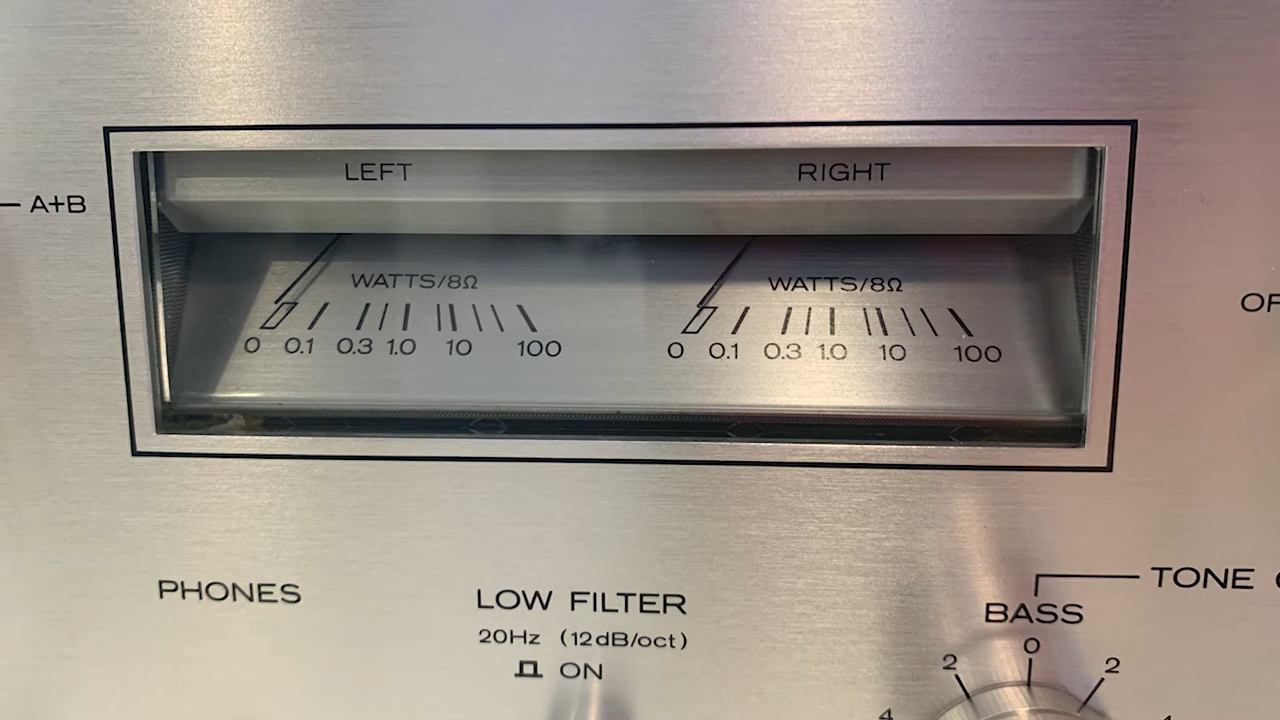 LEFT RIGHT
A+B
WATTS/8Ω WATTS/8Ω
0 0.1 0.3 1.0 10 100 0 0.1 0.3 1.0 10 100
PHONES
LOW FILTER
20Hz (12dB/oct)
ON
TONE
BASS
2 0 2
4